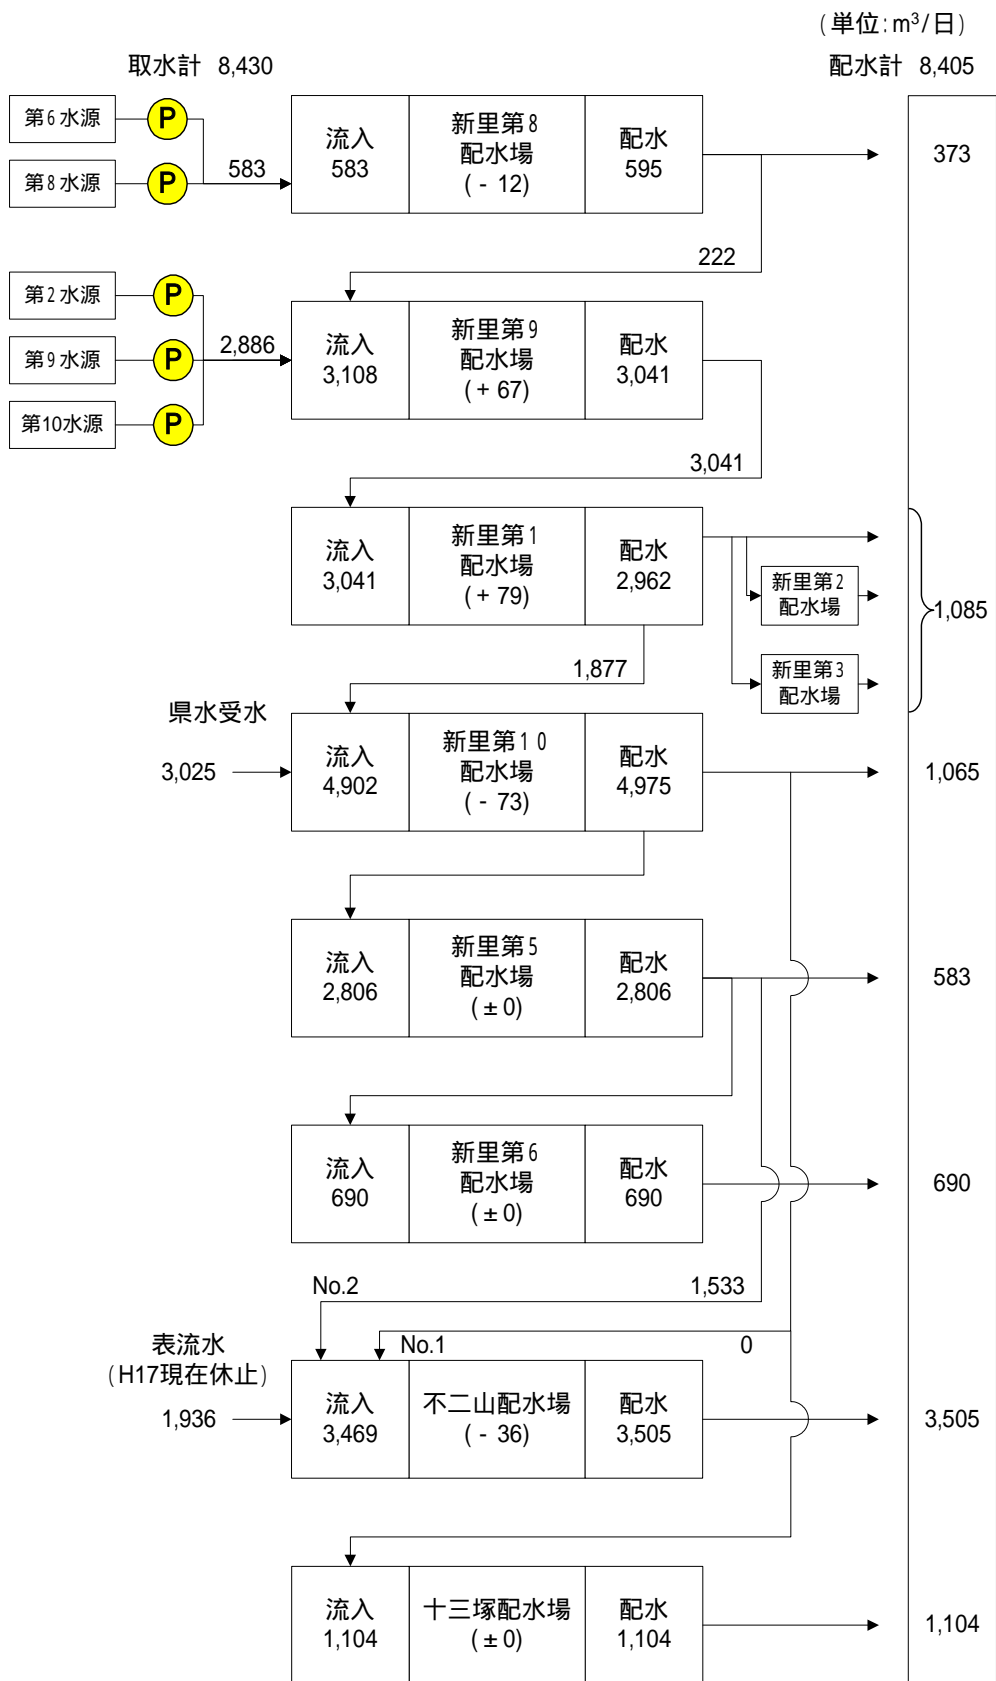 (単位:m³/日)
取水計 8,430
配水計 8,405
第6水源
P
第8水源
P
583
流入
583
新里第8
配水場
(- 12)
配水
595
373
222
第2水源
P
第9水源
P
第10水源
P
2,886
流入
3,108
新里第9
配水場
(+ 67)
配水
3,041
3,041
流入
3,041
新里第1
配水場
(+ 79)
配水
2,962
新里第2
配水場
新里第3
配水場
1,085
1,877
県水受水
3,025
流入
4,902
新里第10
配水場
(- 73)
配水
4,975
1,065
流入
2,806
新里第5
配水場
(±0)
配水
2,806
583
流入
690
新里第6
配水場
(±0)
配水
690
690
No.2
1,533
No.1
0
表流水
(H17現在休止)
1,936
流入
3,469
不二山配水場
(- 36)
配水
3,505
3,505
流入
1,104
十三塚配水場
(±0)
配水
1,104
1,104